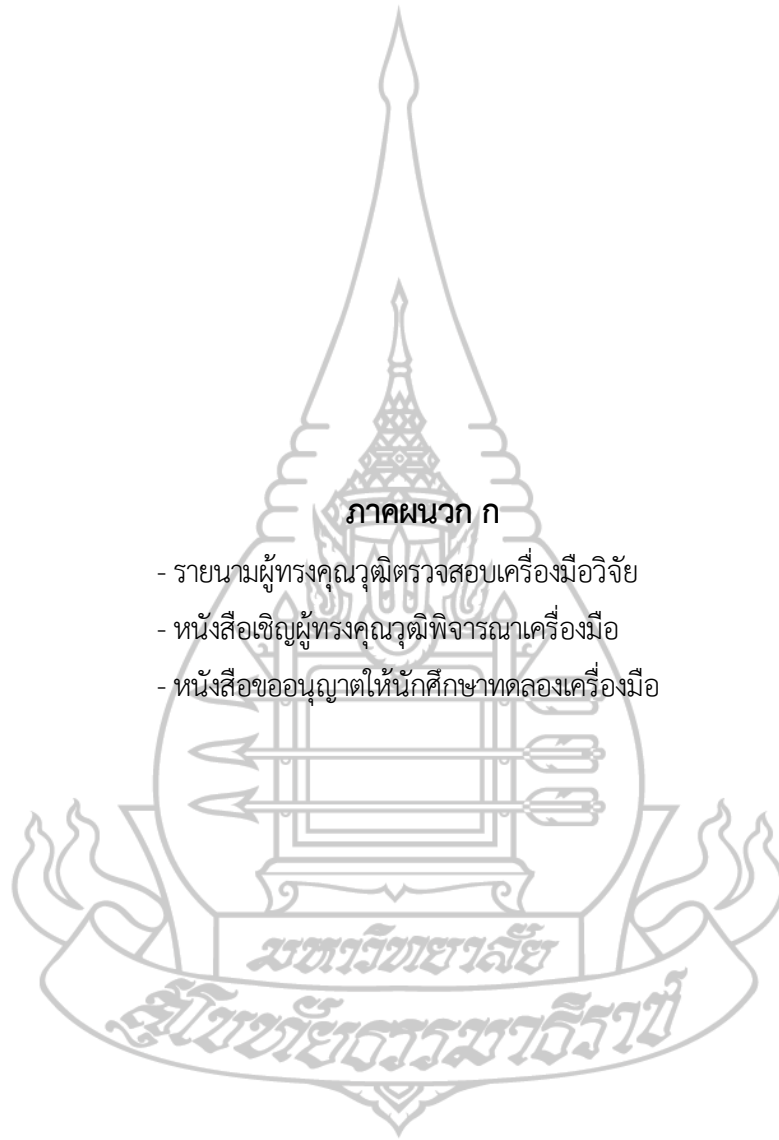 ภาคผนวก ก
- รายนามผู้ทรงคุณวุฒิตรวจสอบเครื่องมือวิจัย
- หนังสือเชิญผู้ทรงคุณวุฒิพิจารณาเครื่องมือ
- หนังสือขออนุญาตให้นักศึกษาทดลองเครื่องมือ
มหาวิทยาลัย
สุโขทัยธรรมาธิราช